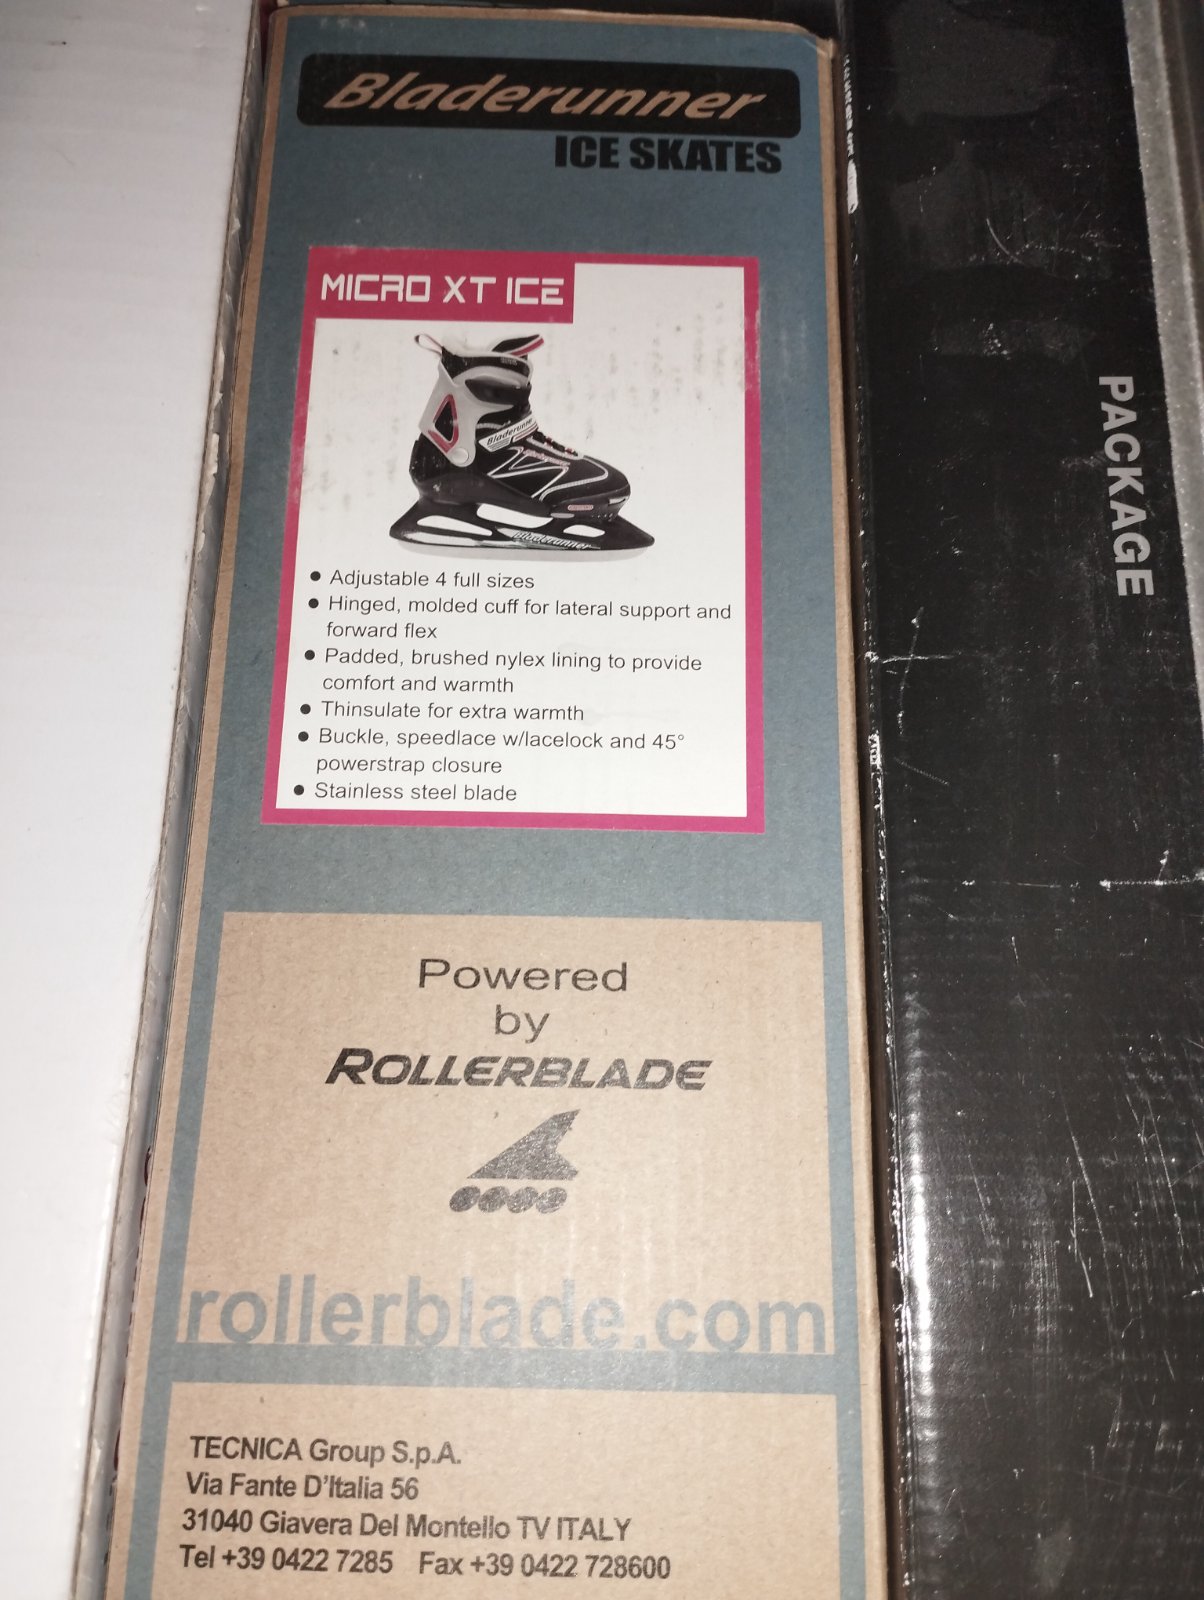 Bladerunner
ICE SKATES
MICRO XT ICE
Bladerunner
Bladerunner
• Adjustable 4 full sizes
• Hinged, molded cuff for lateral support and
forward flex
• Padded, brushed nylex lining to provide
comfort and warmth
• Thinsulate for extra warmth
• Buckle, speedlace w/lacelock and 45°
powerstrap closure
• Stainless steel blade
Powered
by
ROLLERBLADE
rollerblade.com
TECNICA Group S.p.A.
Via Fante D'Italia 56
31040 Giavera Del Montello TV ITALY
Tel +39 0422 7285 Fax +39 0422 728600
PACKAGE